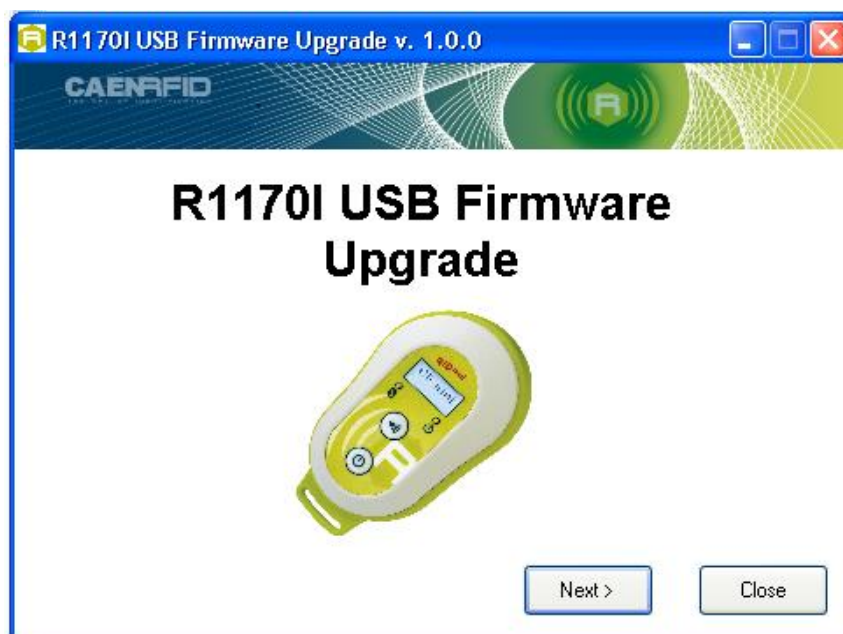 R1170I USB Firmware Upgrade v. 1.0.0
CAENRFID
R
R1170I USB Firmware
Upgrade
Next >
Close